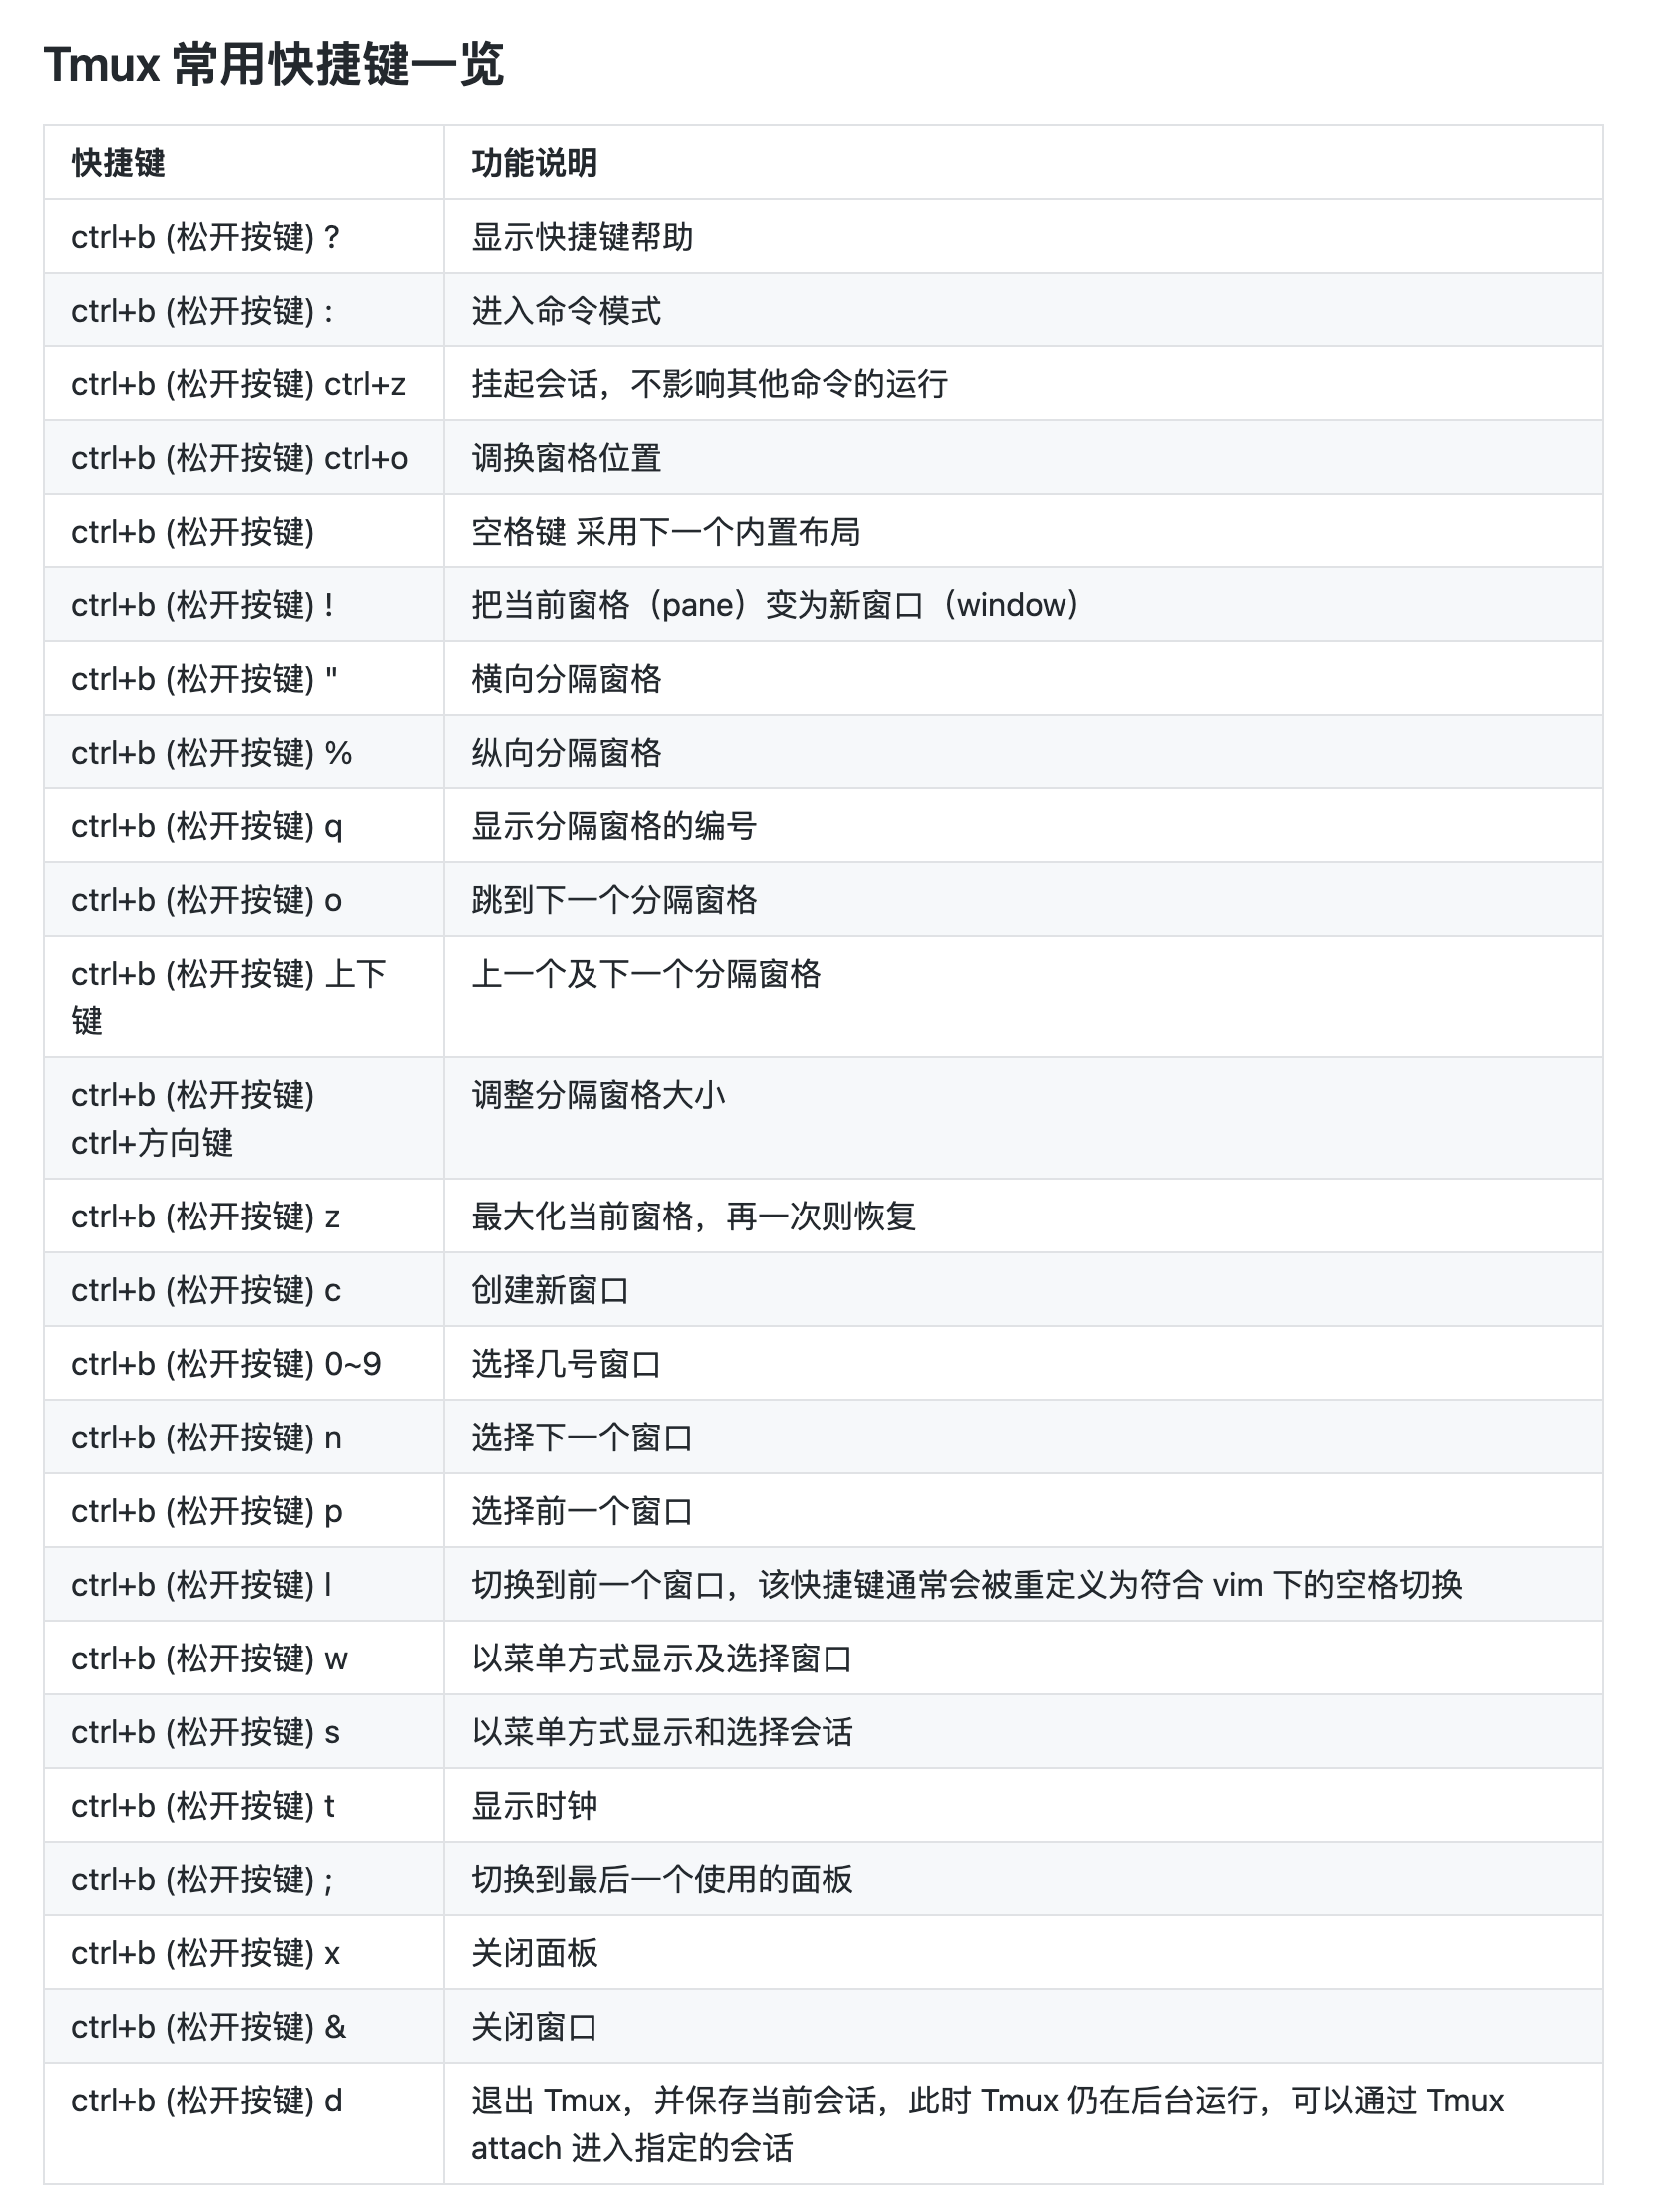 Tmux 常用快捷键一览
快捷键 功能说明
ctrl+b (松开按键) ? 显示快捷键帮助
ctrl+b (松开按键) : 进入命令模式
ctrl+b (松开按键) ctrl+z 挂起会话，不影响其他命令的运行
ctrl+b (松开按键) ctrl+o 调换窗格位置
ctrl+b (松开按键) 空格键 采用下一个内置布局
ctrl+b (松开按键) ! 把当前窗格（pane）变为新窗口（window）
ctrl+b (松开按键) " 横向分隔窗格
ctrl+b (松开按键) % 纵向分隔窗格
ctrl+b (松开按键) q 显示分隔窗格的编号
ctrl+b (松开按键) o 跳到下一个分隔窗格
ctrl+b (松开按键) 上下 上一个及下一个分隔窗格
键
ctrl+b (松开按键) 调整分隔窗格大小
ctrl+方向键
ctrl+b (松开按键) z 最大化当前窗格，再一次则恢复
ctrl+b (松开按键) c 创建新窗口
ctrl+b (松开按键) 0~9 选择几号窗口
ctrl+b (松开按键) n 选择下一个窗口
ctrl+b (松开按键) p 选择前一个窗口
ctrl+b (松开按键) l 切换到前一个窗口，该快捷键通常会被重定义为符合 vim 下的空格切换
ctrl+b (松开按键) w 以菜单方式显示及选择窗口
ctrl+b (松开按键) s 以菜单方式显示和选择会话
ctrl+b (松开按键) t 显示时钟
ctrl+b (松开按键) ; 切换到最后一个使用的面板
ctrl+b (松开按键) x 关闭面板
ctrl+b (松开按键) & 关闭窗口
ctrl+b (松开按键) d 退出 Tmux，并保存当前会话，此时 Tmux 仍在后台运行，可以通过 Tmux
attach 进入指定的会话